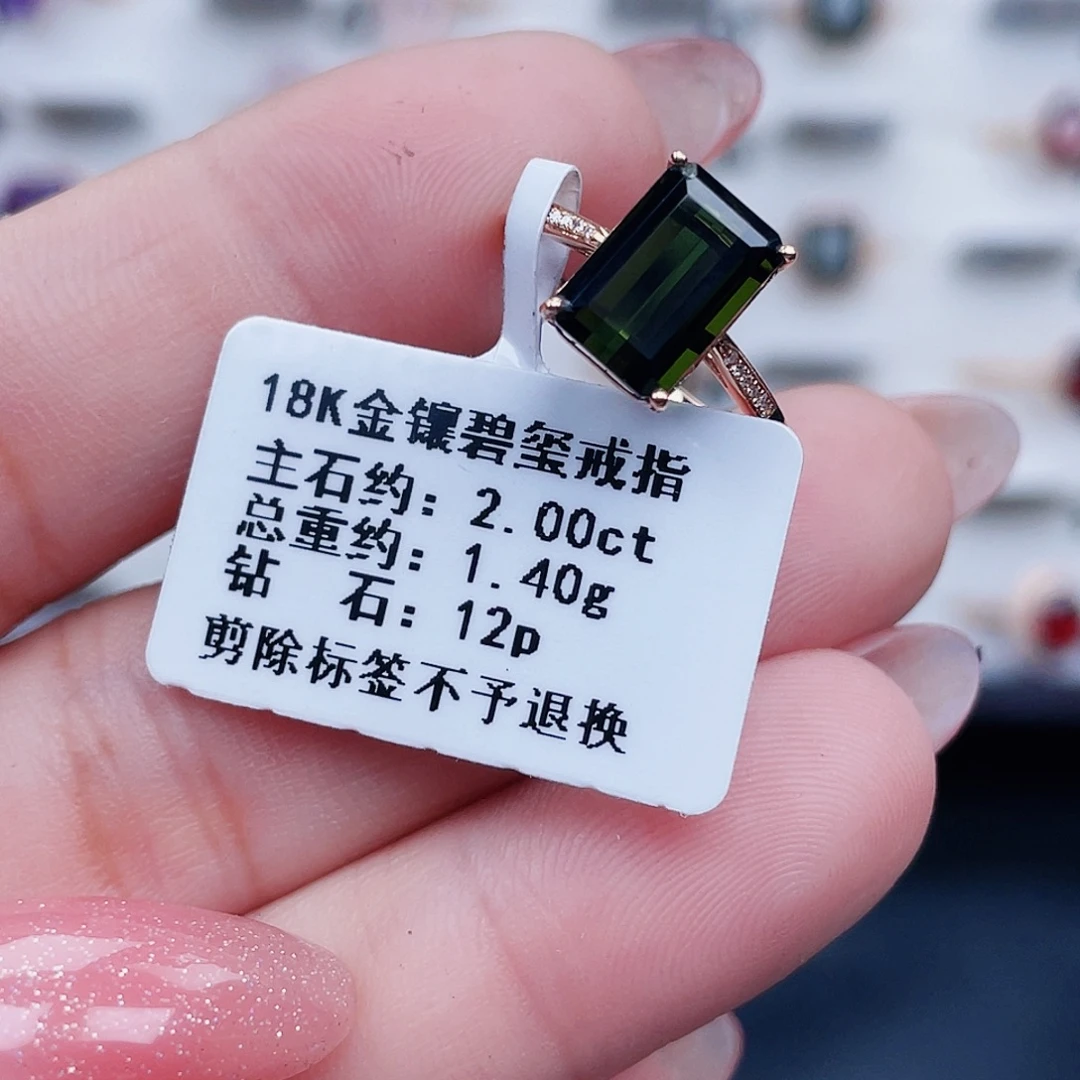 18K金镶碧玺戒指
主石约：2.00ct
总重约：1.40g
钻 石：12p
剪除标签不予退换